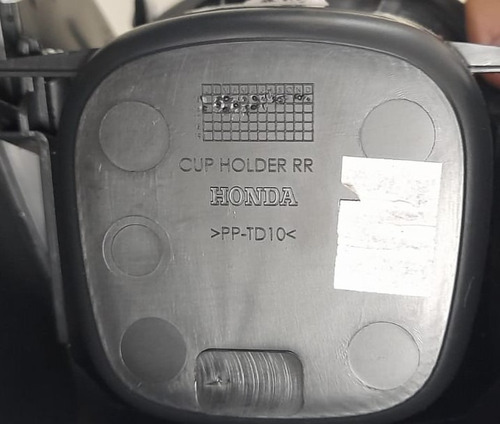 CUP HOLDER RR
HONDA
>PP-TD10<